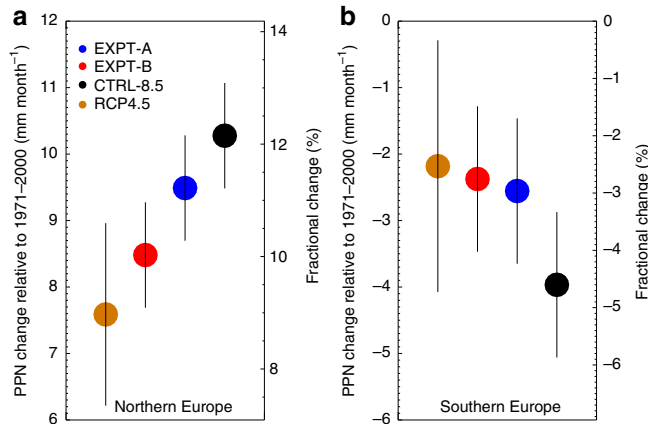 a
PPN change relative to 1971–2000 (mm month⁻¹)
12
11
10
9
8
7
6
EXPT-A
EXPT-B
CTRL-8.5
RCP4.5
Northern Europe
14
12
10
8
Fractional change (%)
b
PPN change relative to 1971–2000 (mm month⁻¹)
−0
−1
−2
−3
−4
−5
−6
Southern Europe
0
−1
−2
−3
−4
−5
−6
Fractional change (%)